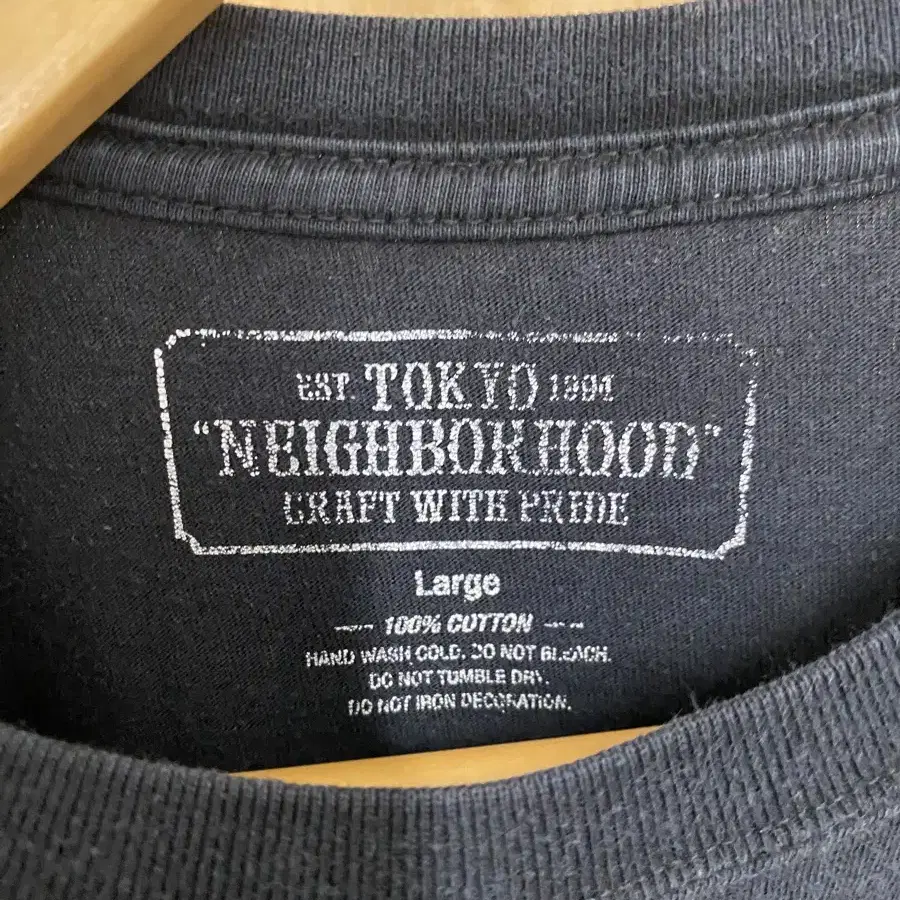 EST. TOKYO 1994
"NEIGHBORHOOD"
CRAFT WITH PRIDE
Large
100% COTTON
HAND WASH COLD. DO NOT BLEACH.
DO NOT TUMBLE DRY.
DO NOT IRON DECORATION.